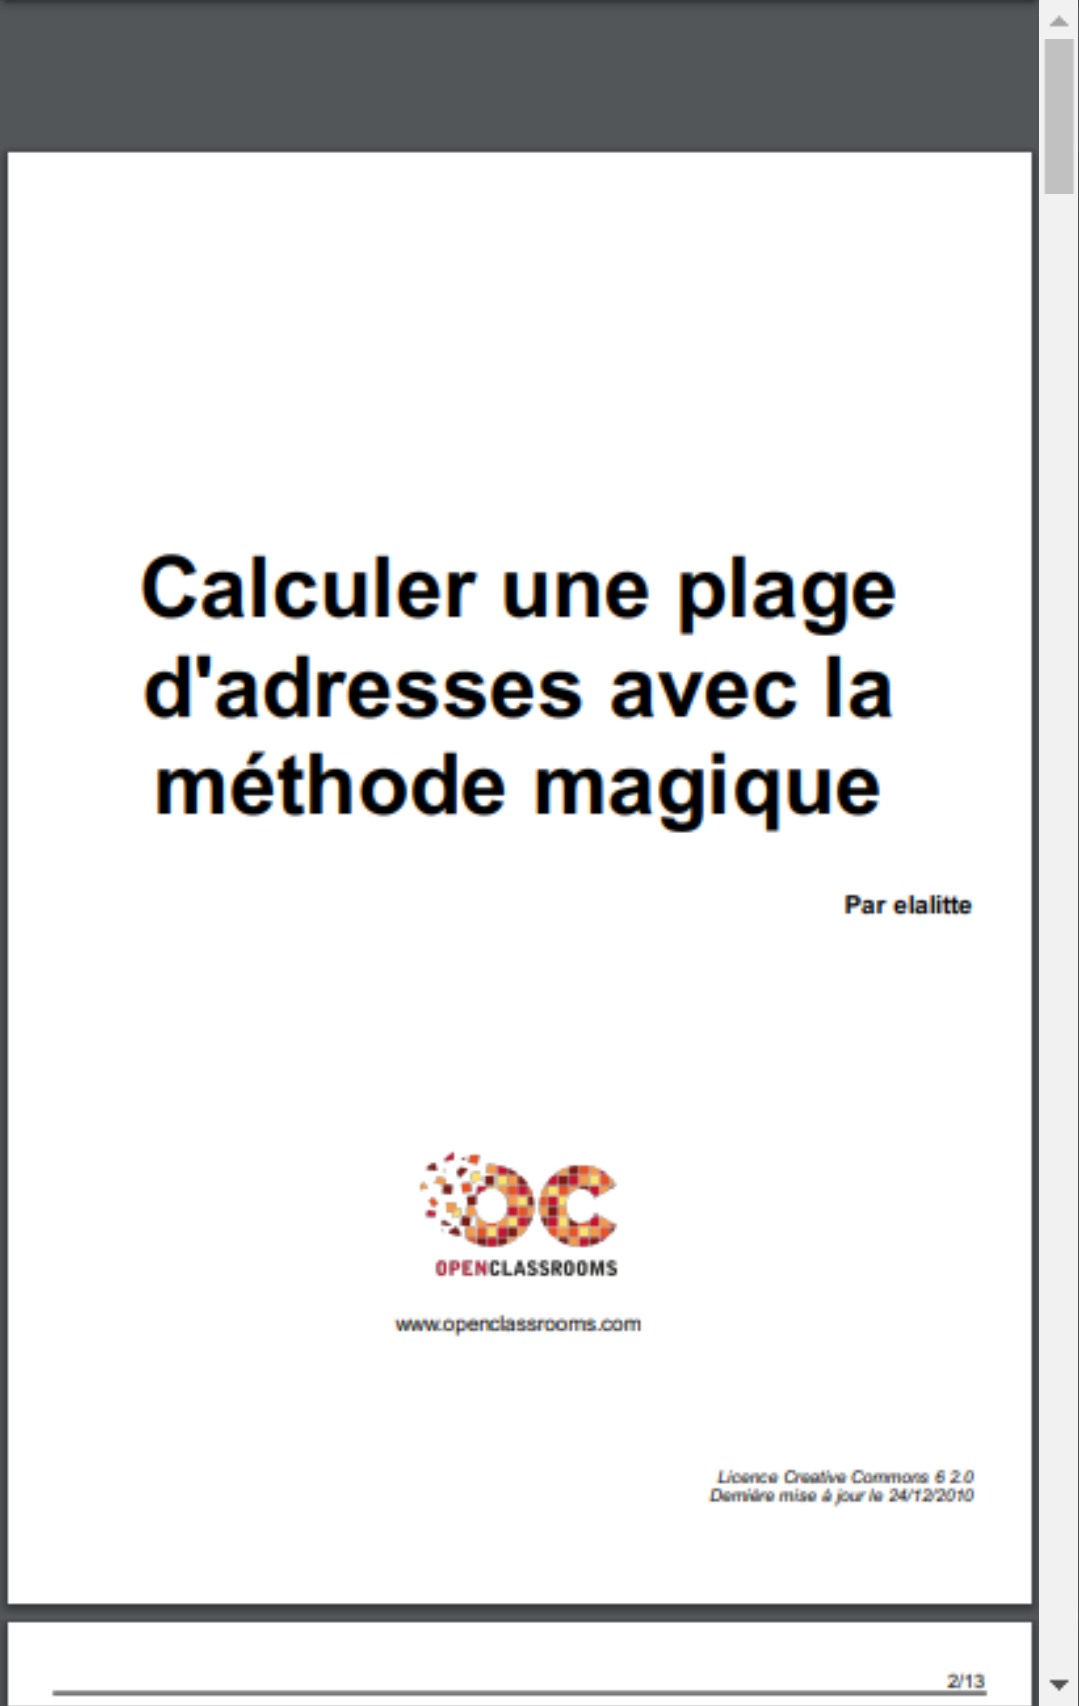 Calculer une plage
d'adresses avec la
méthode magique
Par elalitte
OC
OPENCLASSROOMS
www.openclassrooms.com
Licence Creative Commons 6 2.0
Dernière mise à jour le 24/12/2010
2/13